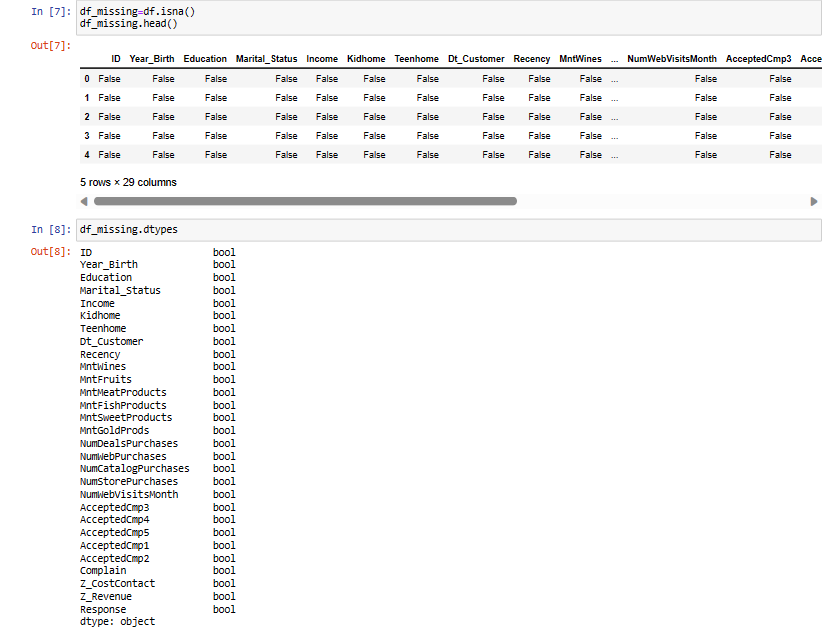 In [7]: df_missing=df.isna()
df_missing.head()
Out[7]:
ID Year_Birth Education Marital_Status Income Kidhome Teenhome Dt_Customer Recency MntWines ... NumWebVisitsMonth AcceptedCmp3 Acce
0 False False False False False False False False False False ... False False
1 False False False False False False False False False False ... False False
2 False False False False False False False False False False ... False False
3 False False False False False False False False False False ... False False
4 False False False False False False False False False False ... False False
5 rows × 29 columns
In [8]: df_missing.dtypes
Out[8]: ID bool
Year_Birth bool
Education bool
Marital_Status bool
Income bool
Kidhome bool
Teenhome bool
Dt_Customer bool
Recency bool
MntWines bool
MntFruits bool
MntMeatProducts bool
MntFishProducts bool
MntSweetProducts bool
MntGoldProds bool
NumDealsPurchases bool
NumWebPurchases bool
NumCatalogPurchases bool
NumStorePurchases bool
NumWebVisitsMonth bool
AcceptedCmp3 bool
AcceptedCmp4 bool
AcceptedCmp5 bool
AcceptedCmp1 bool
AcceptedCmp2 bool
Complain bool
Z_CostContact bool
Z_Revenue bool
Response bool
dtype: object